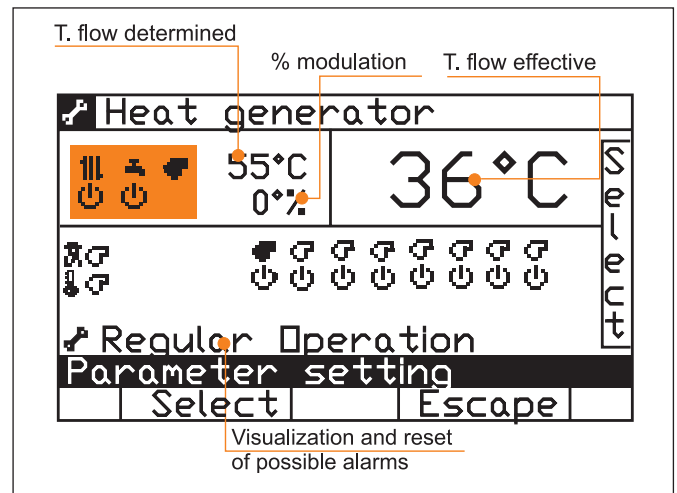 T. flow determined
% modulation
T. flow effective
Heat generator
55°C
0°%
36°C
Select
Regular Operation
Parameter setting
Select
Escape
Visualization and reset
of possible alarms